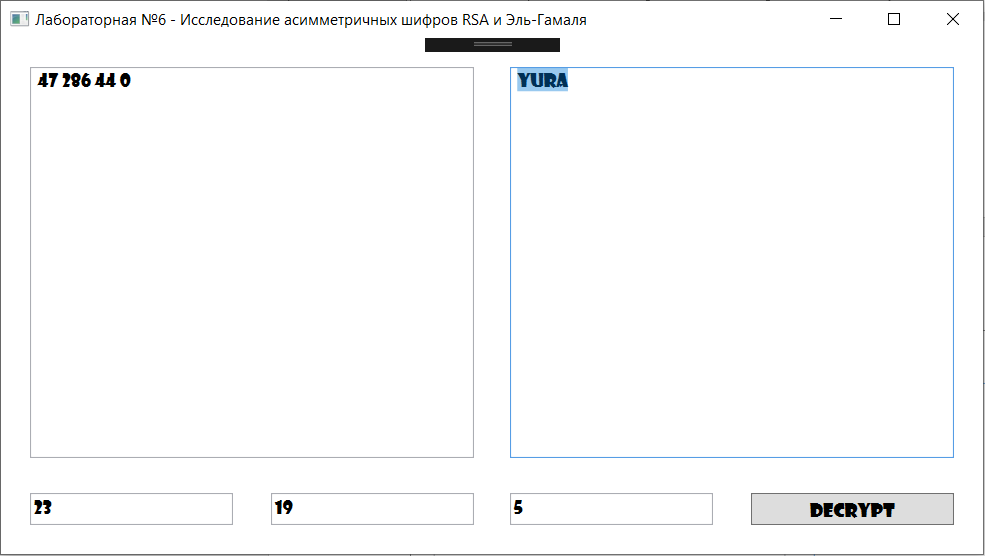 Лабораторная №6 - Исследование асимметричных шифров RSA и Эль-Гамаля
47 286 44 0
YURA
23
19
5
DECRYPT